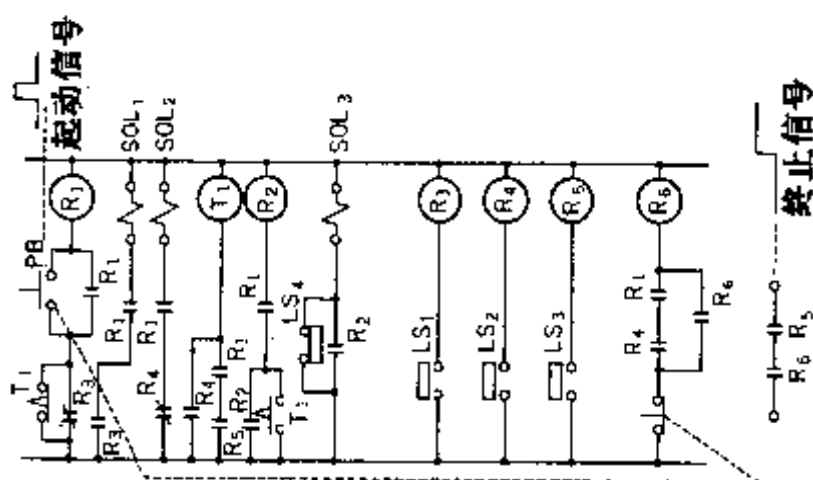 起动信号
PB
R₁
R₁
T₁
R₃
SOL₁
R₁
R₃
SOL₂
R₁
R₄
T₁
R₄
R₁
R₅
R₂
R₁
R₂
SOL₃
LS₄
R₂
R₃
LS₁
R₄
LS₂
R₅
LS₃
R₆
R₁
R₄
R₆
终止信号
R₅
R₆